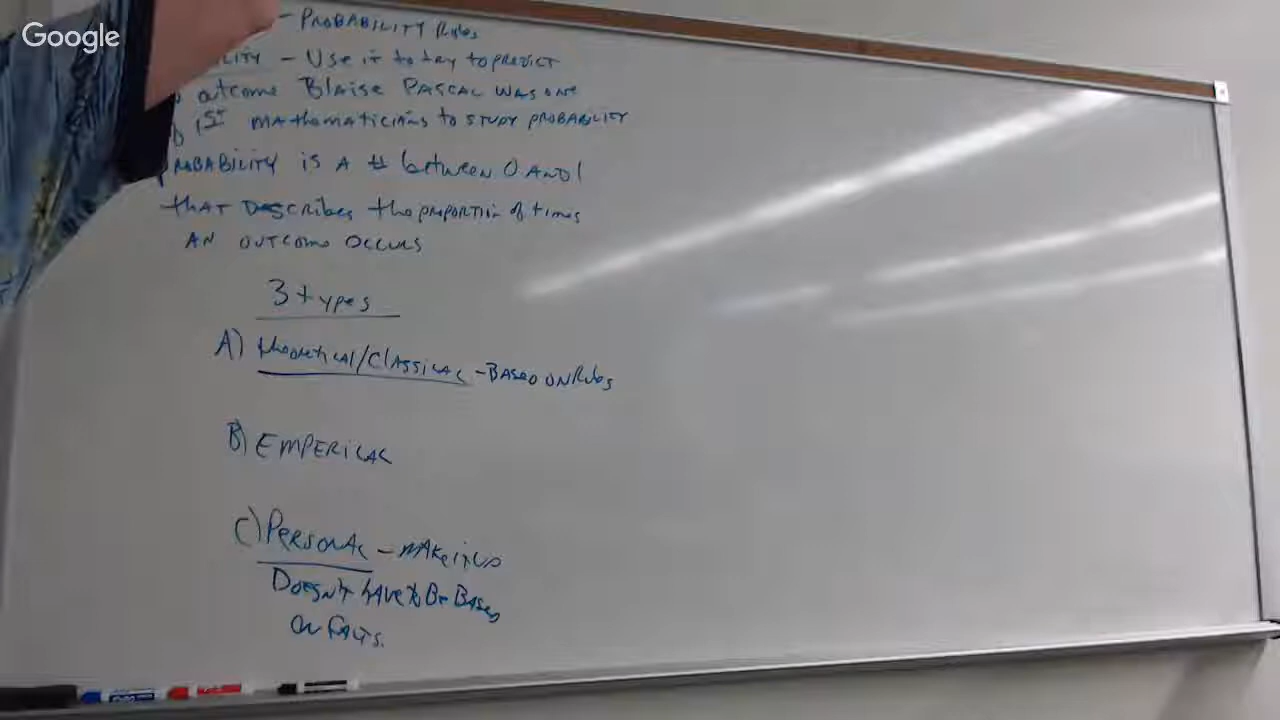 Google
- PROBABILITY Rules
ILITY - Use it to try to PREDICT
outcome Blaise PASCAL WAS ONE
1ST MAthematicians to STUDY PROBABILITY
PROBABILITY is A # between 0 AND 1
that Describes the PROPORTION of times
AN outcome OCCURS
3 types
A) theoretical/Classical - BASED ON Rules
B) EMPERICAL
C) PERSONAL - MAKE it up
Doesn't have to Be Based
on FACTS.